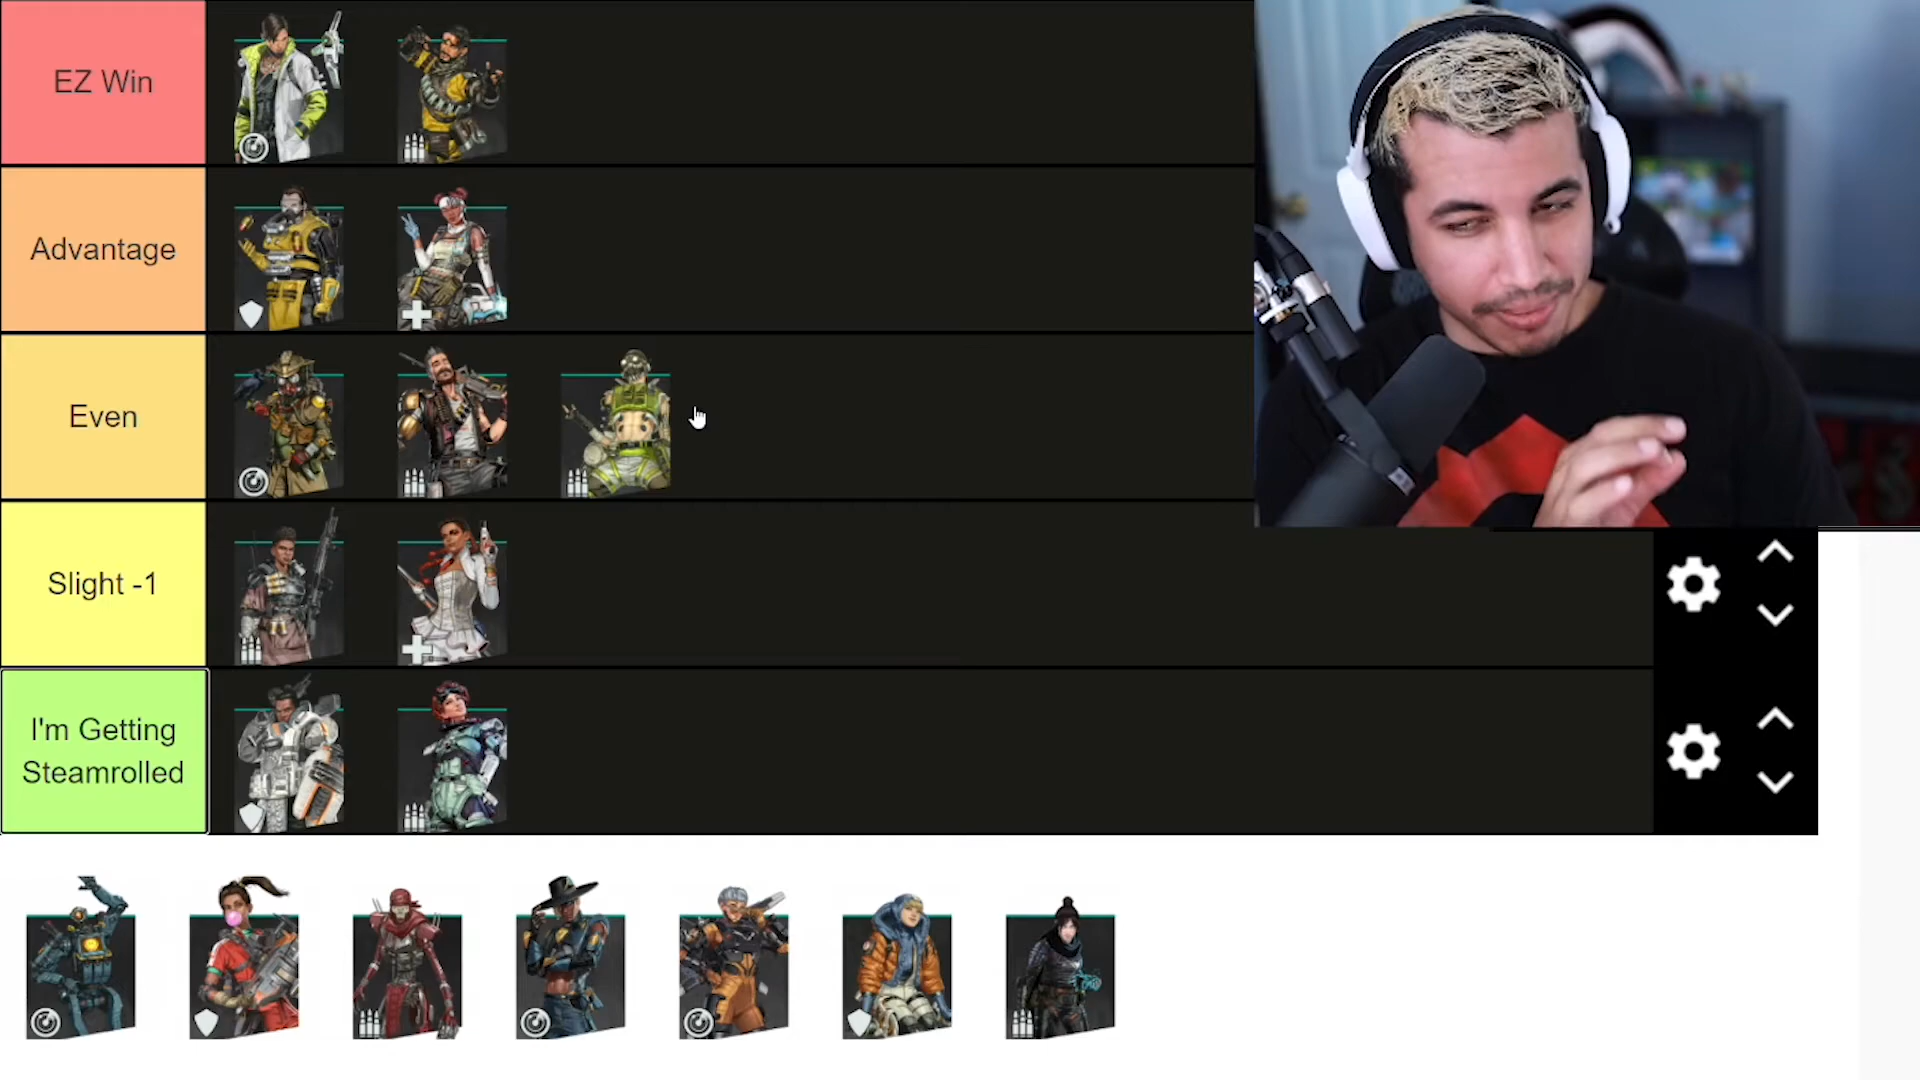 EZ Win
Advantage
Even
Slight -1
I'm Getting
Steamrolled